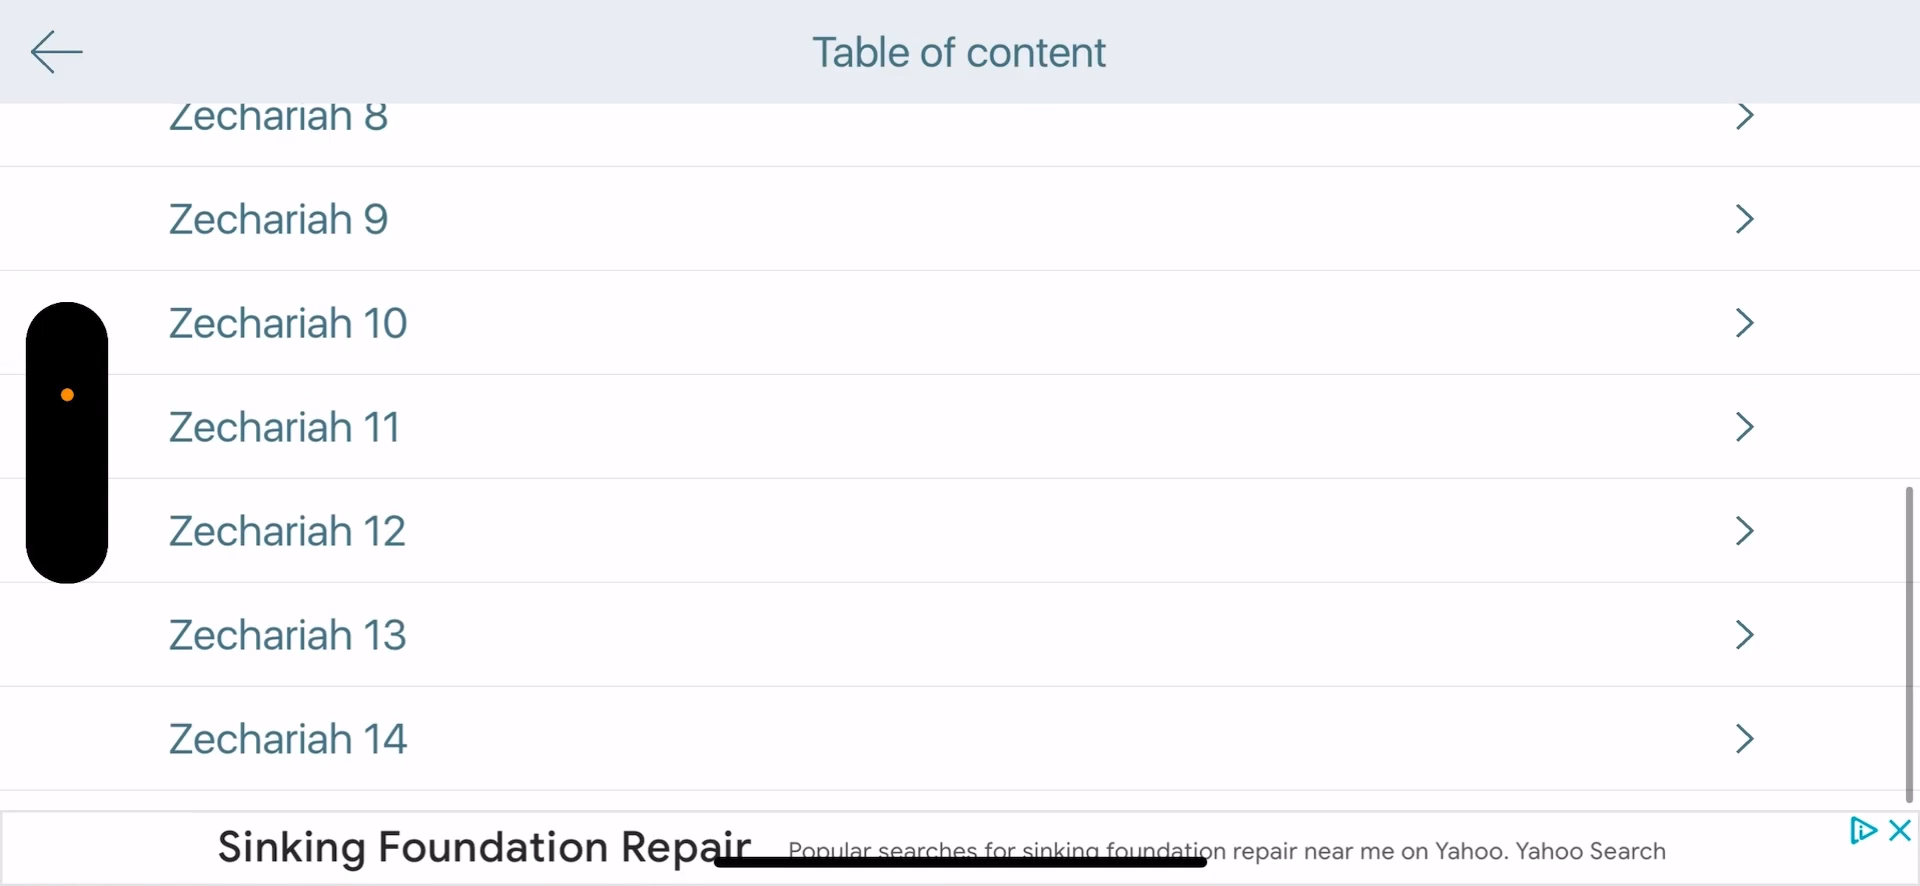 Table of content
Zechariah 8
Zechariah 9
Zechariah 10
Zechariah 11
Zechariah 12
Zechariah 13
Zechariah 14
Sinking Foundation Repair
Popular searches for sinking foundation repair near me on Yahoo. Yahoo Search